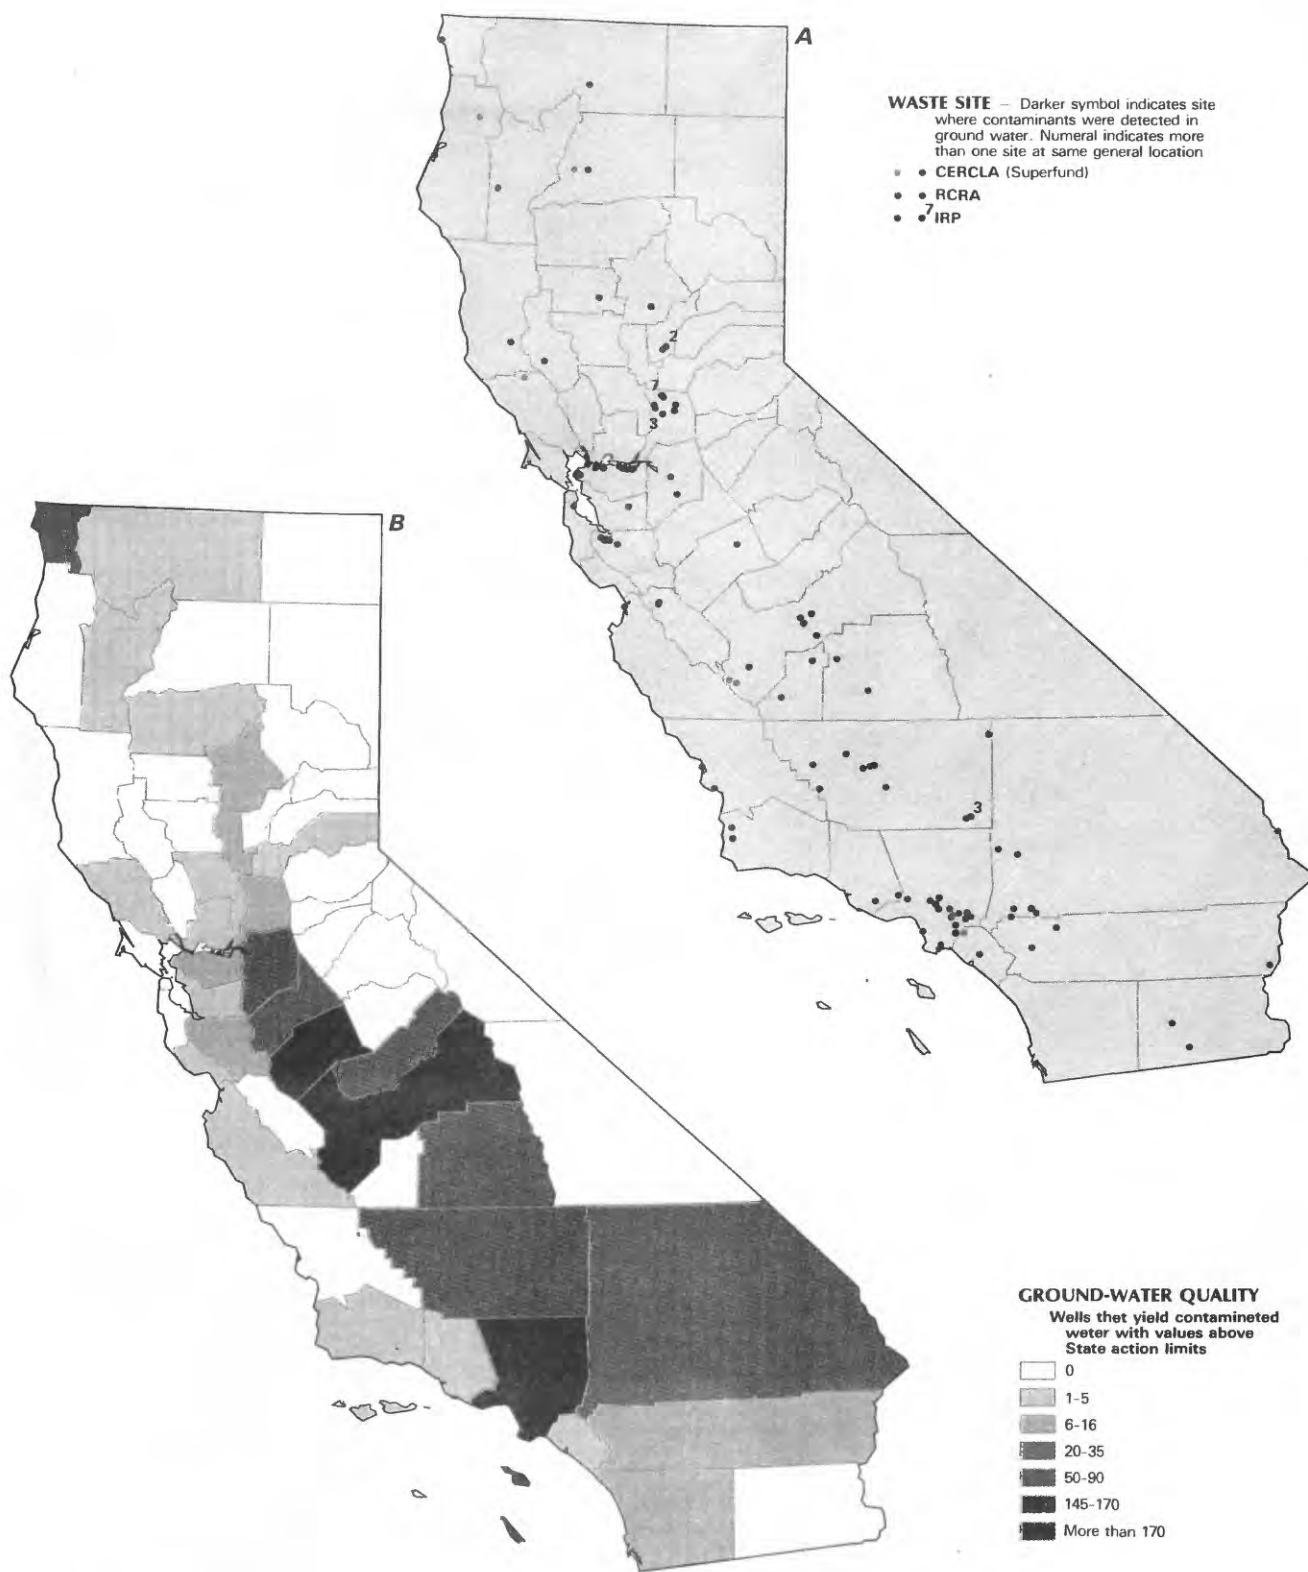 A
WASTE SITE – Darker symbol indicates site
where contaminants were detected in
ground water. Numeral indicates more
than one site at same general location
CERCLA (Superfund)
RCRA
7 IRP
2
7
3
3
B
GROUND-WATER QUALITY
Wells thet yield contamineted
weter with values above
State action limits
0
1-5
6-16
20-35
50-90
145-170
More than 170